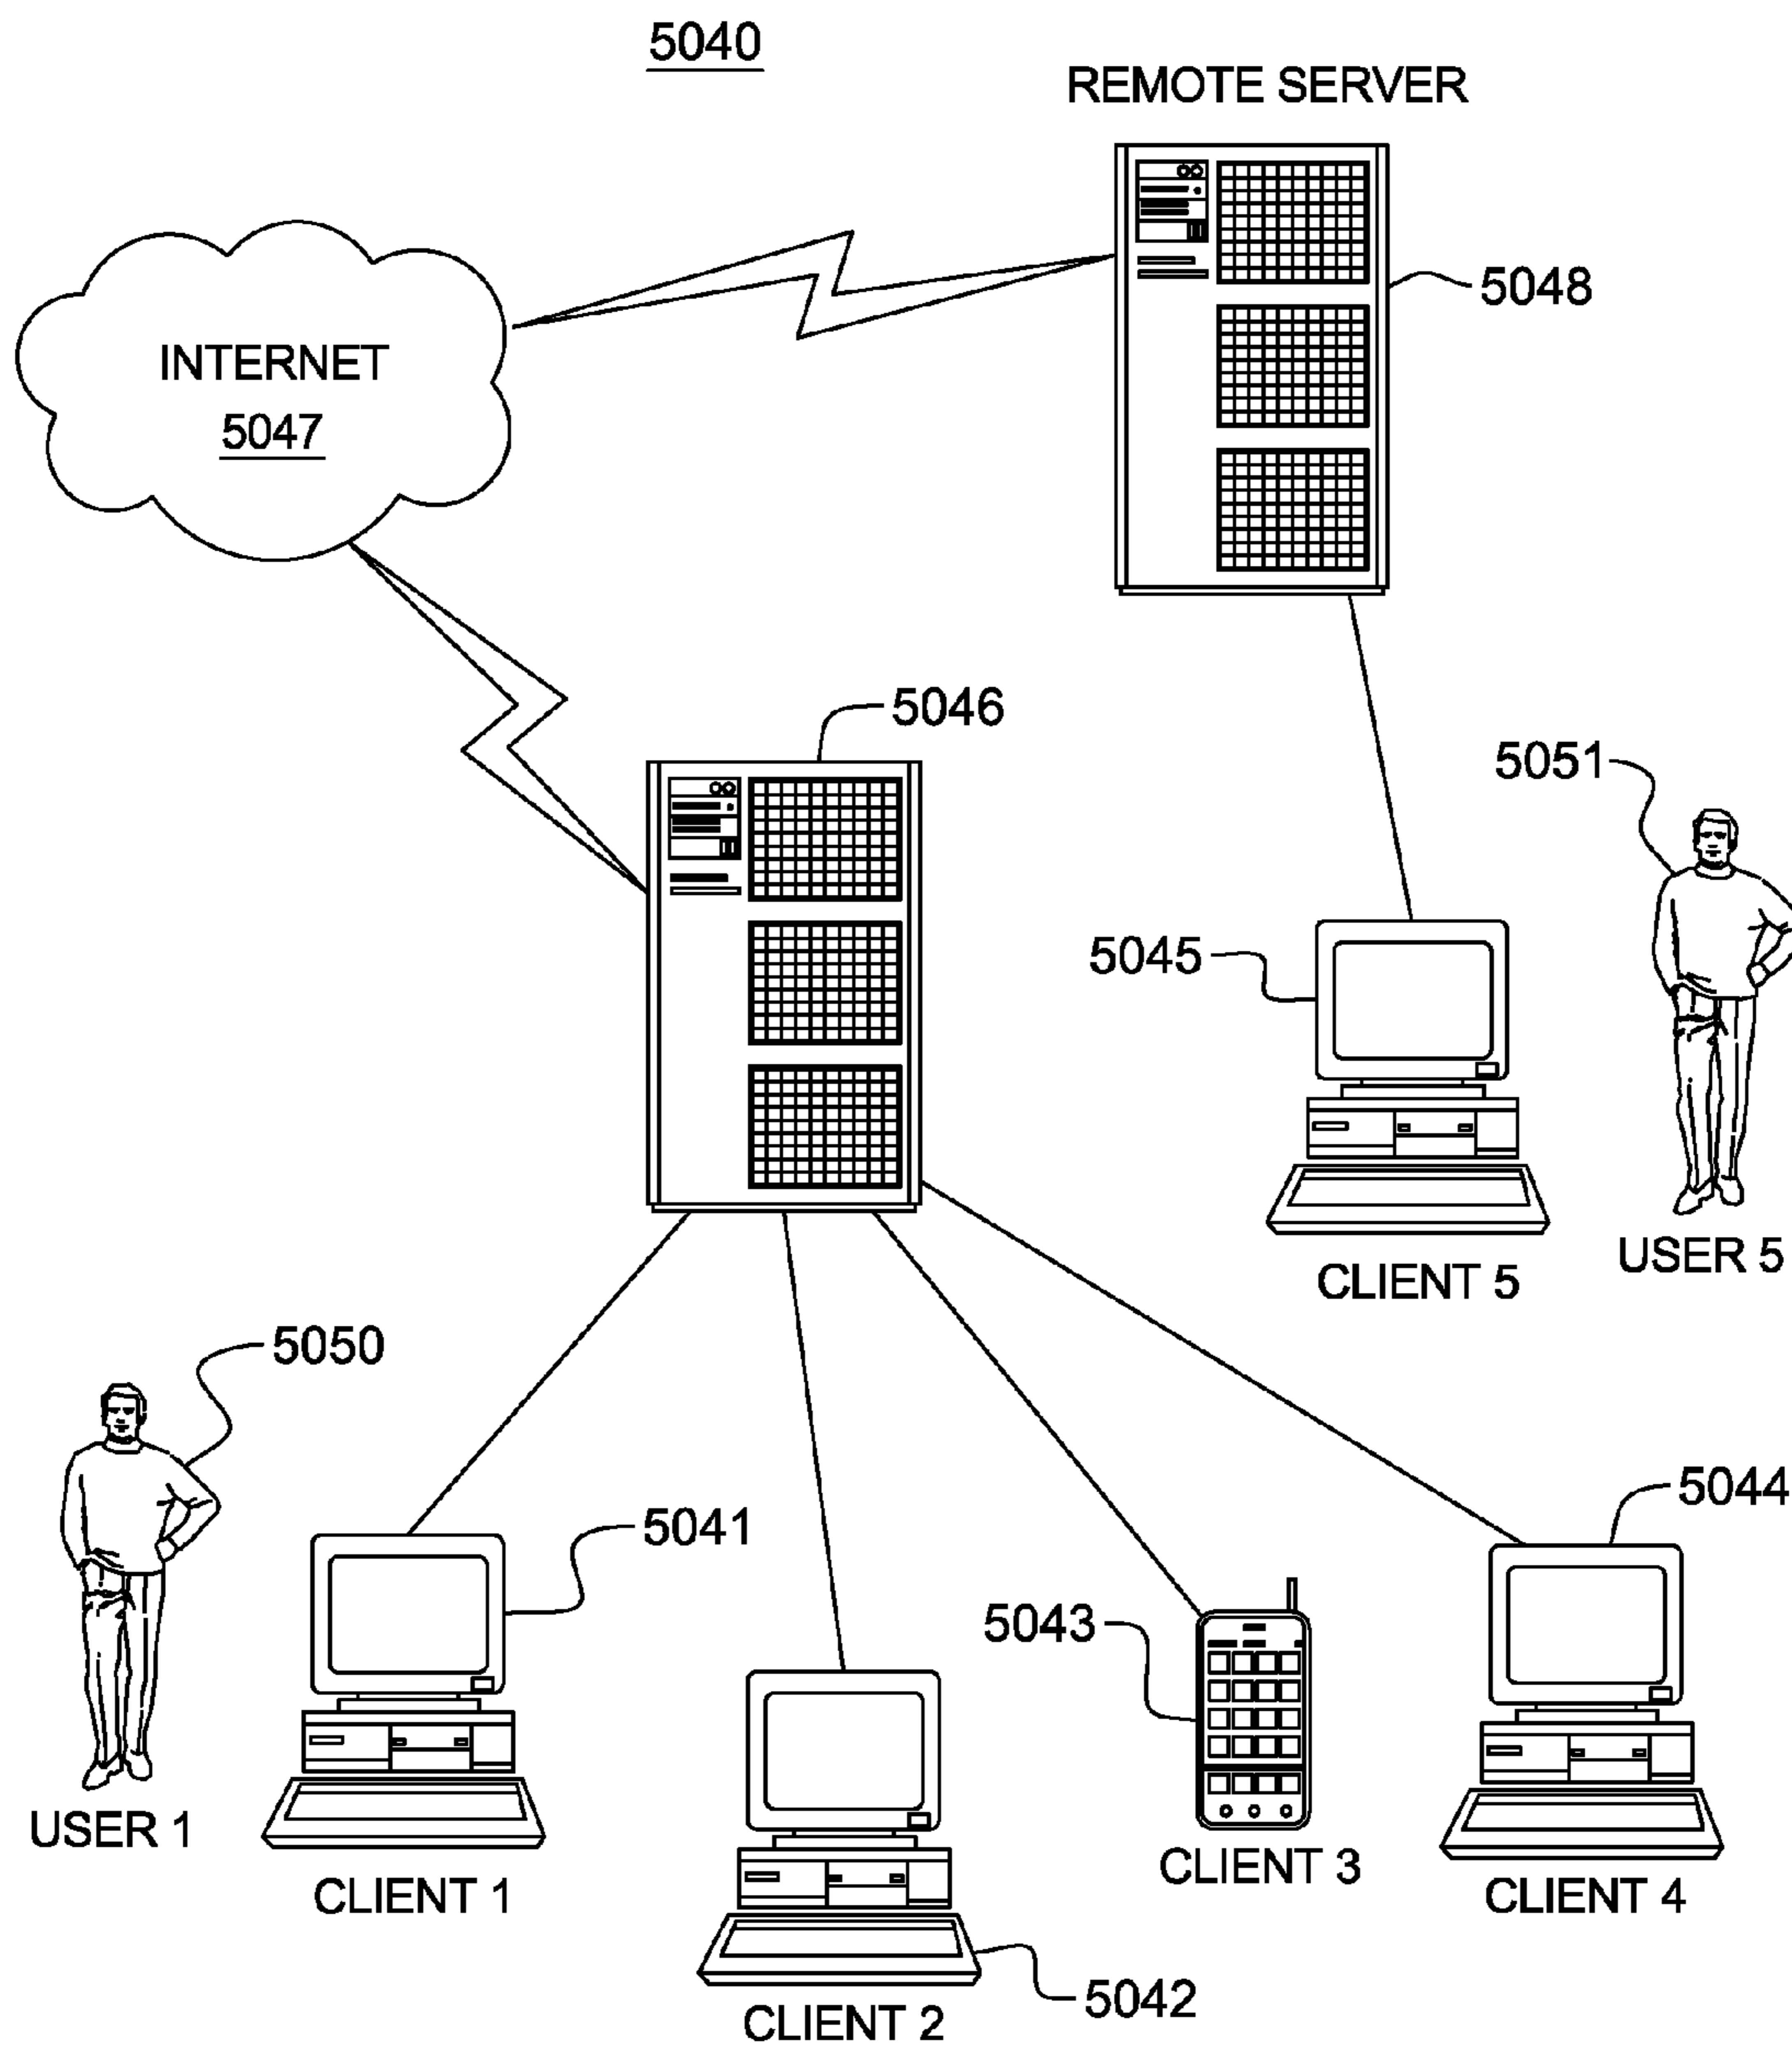 5040
REMOTE SERVER
5048
INTERNET
5047
5046
5051
5045
USER 5
CLIENT 5
5050
5044
5041
5043
USER 1
CLIENT 3
CLIENT 1
CLIENT 4
5042
CLIENT 2